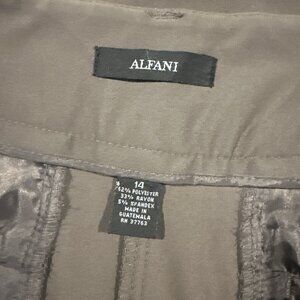 ALFANI
14
62% POLYESTER
33% RAYON
5% SPANDEX
MADE IN
GUATEMALA
RN 37763